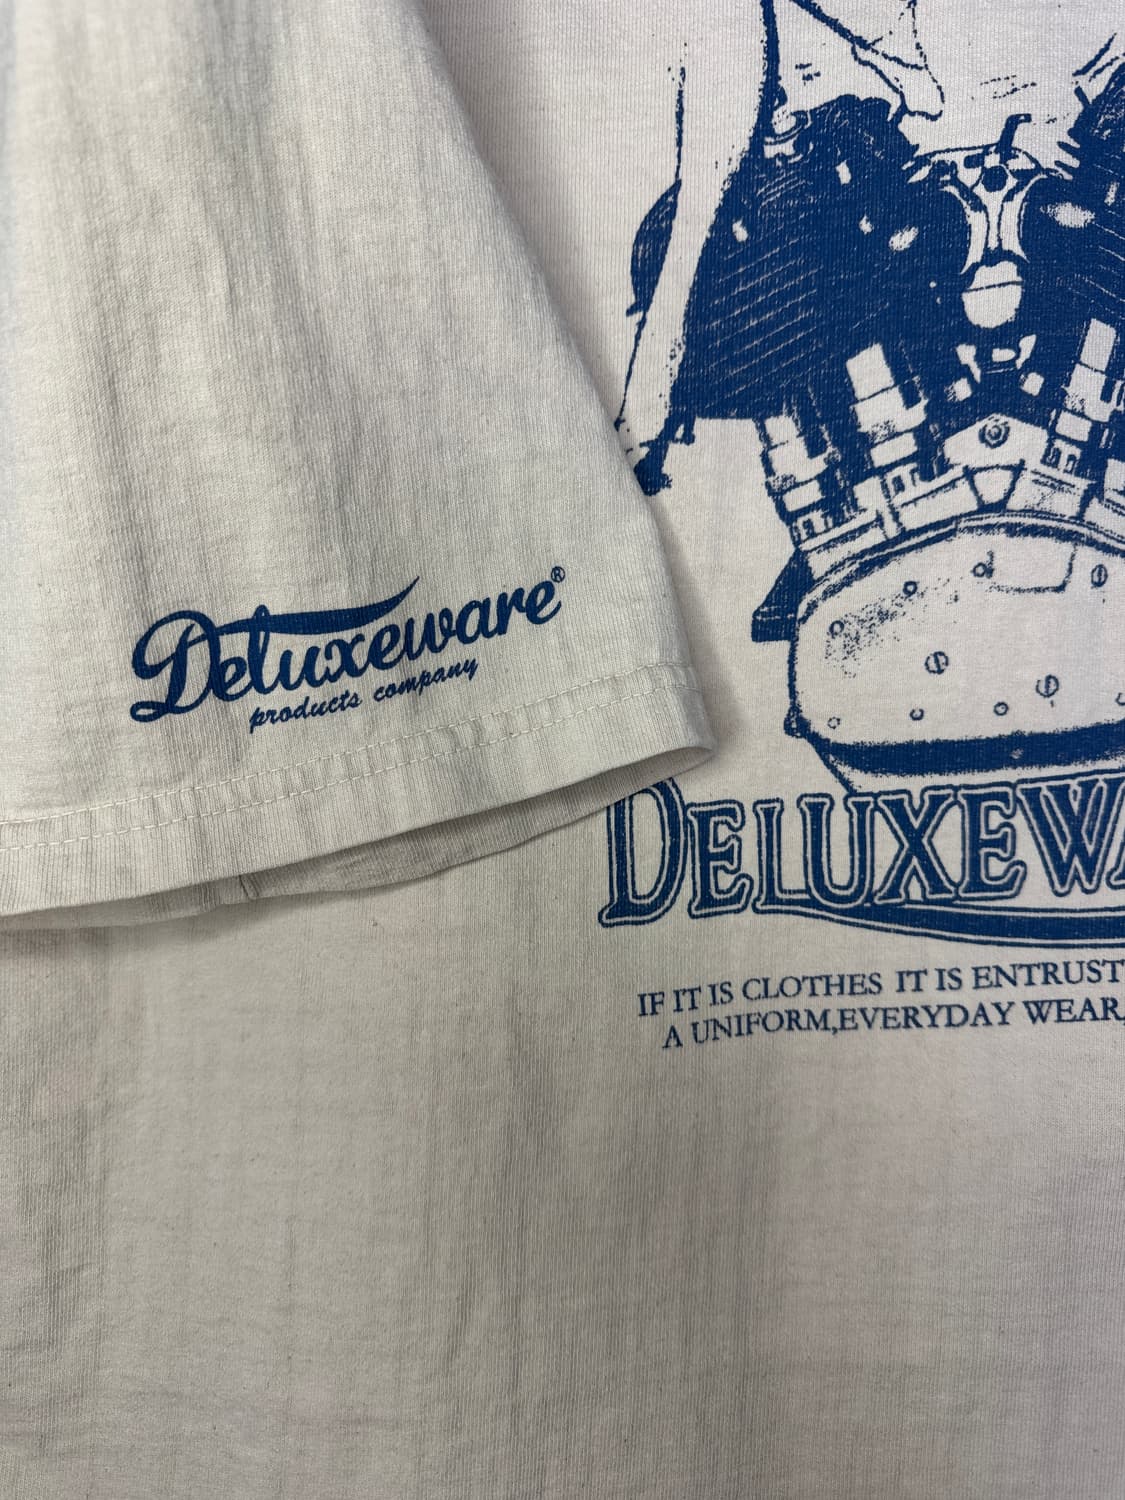 Deluxeware®
products company
DELUXEWA
IF IT IS CLOTHES IT IS ENTRUST
A UNIFORM,EVERYDAY WEAR,